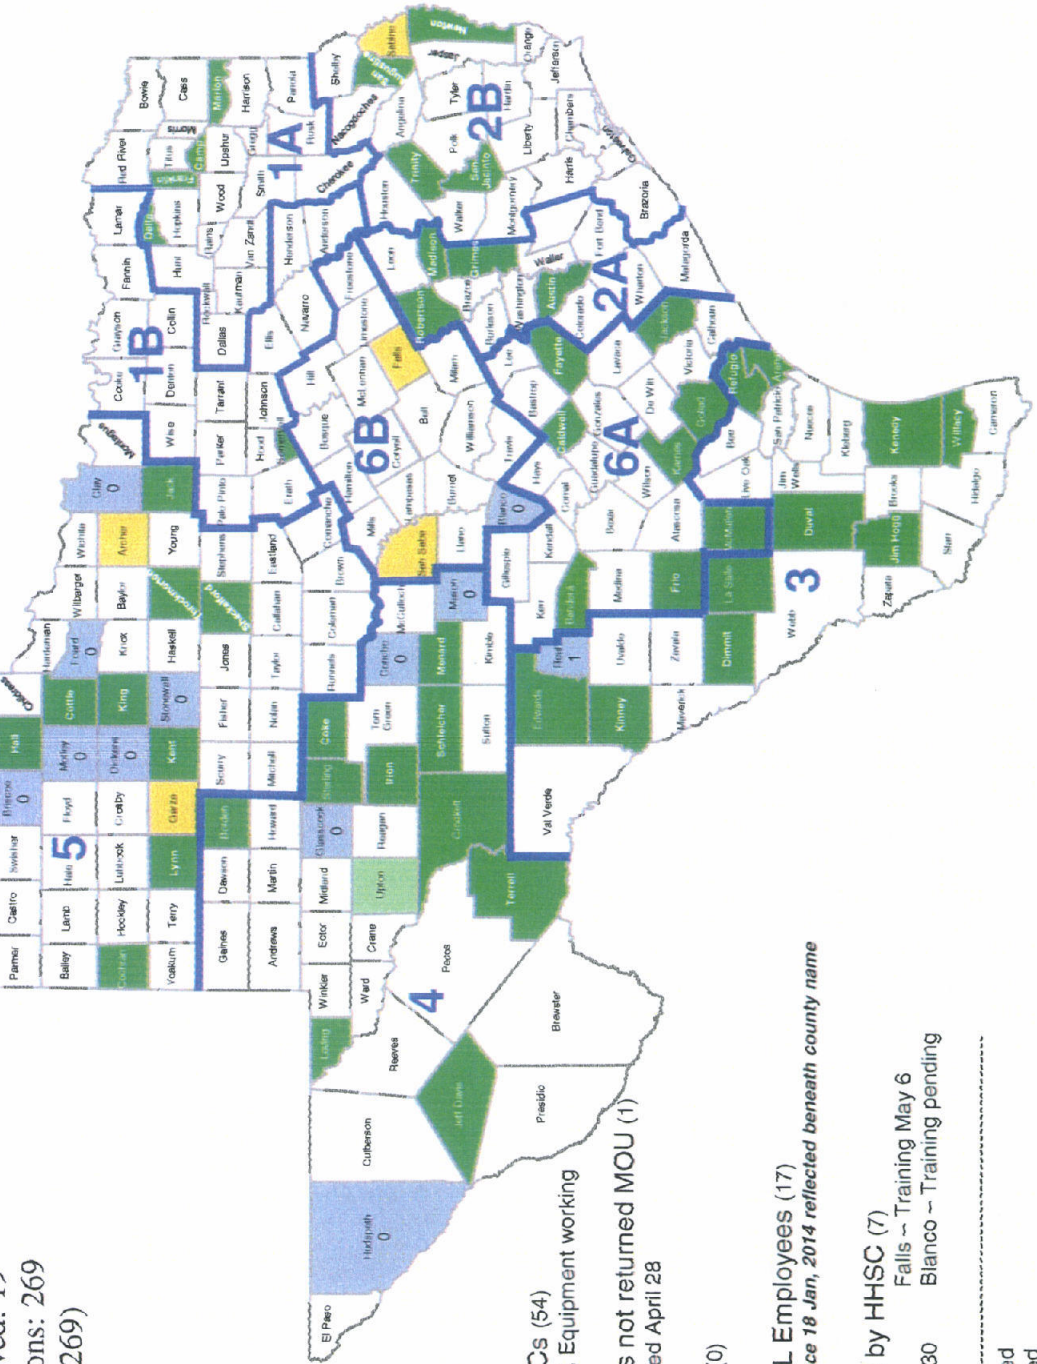 ved: 19
ons: 269
269)
Parmer Castro Swisher Briscoe Hall Childress
0
Bailey Lamb Hale Floyd Motley Cottle Hardeman
0
5
Foard Wilbarger Wichita Clay Montague
0 0
Cochran Hockley Lubbock Crosby Dickens King Knox Baylor Archer
0
Cooke Grayson Fannin Lamar Red River Bowie
1B
Yoakum Terry Lynn Garza Kent Stonewall Haskell Throckmorton Young Jack Wise Denton Collin Hunt Delta Hopkins Titus Camp Cass Marion
0
Gaines Dawson Borden Scurry Fisher Jones Shackelford Stephens Palo Pinto Parker Tarrant Dallas Rockwall Kaufman Rains Wood Upshur Harrison
Van Zandt Smith Gregg
1A
Andrews Martin Howard Mitchell Nolan Taylor Callahan Eastland Erath Hood Somervell Johnson Ellis Henderson Rusk Panola
El Paso Hudspeth Culberson Loving Winkler Ector Midland Glasscock Sterling Coke Runnels Coleman Brown Comanche Hamilton Bosque Hill Navarro Freestone Anderson Cherokee Nacogdoches Shelby
0 0
Reeves Ward Crane Upton Reagan Irion Tom Green Concho McCulloch Mills Coryell McLennan Limestone Leon Houston Angelina San Augustine Sabine
0
6B
Jeff Davis Pecos Crockett Schleicher Menard Mason San Saba Lampasas Burnet Bell Falls Robertson Madison Trinity Polk Tyler Jasper Newton
0
4
Presidio Brewster Terrell Sutton Kimble Llano Williamson Milam Brazos Grimes Walker San Jacinto Hardin
2B
Gillespie Blanco Travis Burleson Washington Montgomery Liberty Orange
0
Val Verde Edwards Real Kerr Kendall Hays Bastrop Lee Austin Waller Harris Chambers Jefferson
1
Bandera Comal Caldwell Fayette Colorado Fort Bend Galveston
2A
Kinney Uvalde Medina Bexar Guadalupe Gonzales Lavaca Wharton Brazoria
6A
Maverick Zavala Frio Atascosa Wilson Karnes De Witt Victoria Jackson Matagorda
Dimmit La Salle McMullen Live Oak Bee Goliad Refugio Calhoun
Webb Duval Jim Wells San Patricio Aransas
3
Nueces
Kleberg
Zapata Jim Hogg Brooks Kenedy
Starr Hidalgo Willacy
Cameron
Cs (54)
Equipment working
s not returned MOU (1)
ed April 28
(0)
L Employees (17)
ce 18 Jan, 2014 reflected beneath county name
by HHSC (7)
Falls ~ Training May 6
30 Blanco ~ Training pending
ed